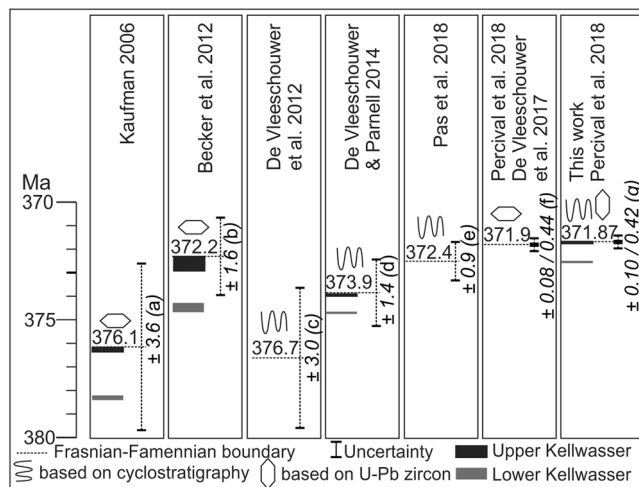 Kaufman 2006
Becker et al. 2012
De Vleeschouwer
et al. 2012
De Vleeschouwer
& Parnell 2014
Pas et al. 2018
Percival et al. 2018
De Vleeschouwer
et al. 2017
This work
Percival et al. 2018
Ma
370
375
380
376.1
± 3.6 (a)
372.2
± 1.6 (b)
376.7
± 3.0 (c)
373.9
± 1.4 (d)
372.4
± 0.9 (e)
371.9
± 0.08 / 0.44 (f)
371.87
± 0.10 / 0.42 (g)
Frasnian-Famennian boundary Uncertainty Upper Kellwasser
based on cyclostratigraphy based on U-Pb zircon Lower Kellwasser